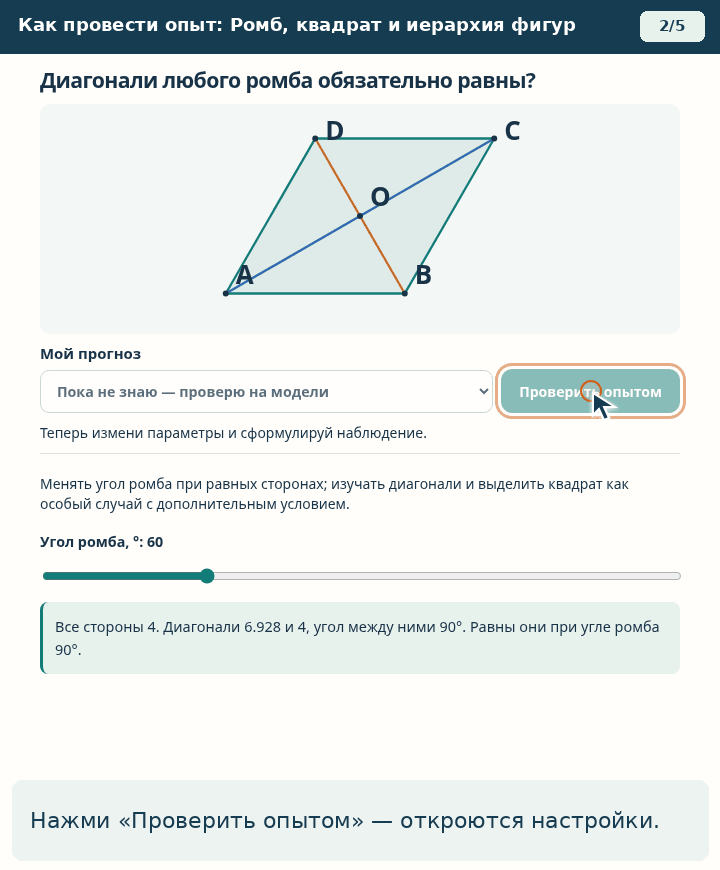 Как провести опыт: Ромб, квадрат и иерархия фигур
2/5
Диагонали любого ромба обязательно равны?
D
C
O
A
B
Мой прогноз
Пока не знаю — проверю на модели
Проверить опытом
Теперь измени параметры и сформулируй наблюдение.
Менять угол ромба при равных сторонах; изучать диагонали и выделить квадрат как
особый случай с дополнительным условием.
Угол ромба, °: 60
Все стороны 4. Диагонали 6.928 и 4, угол между ними 90°. Равны они при угле ромба
90°.
Нажми «Проверить опытом» — откроются настройки.